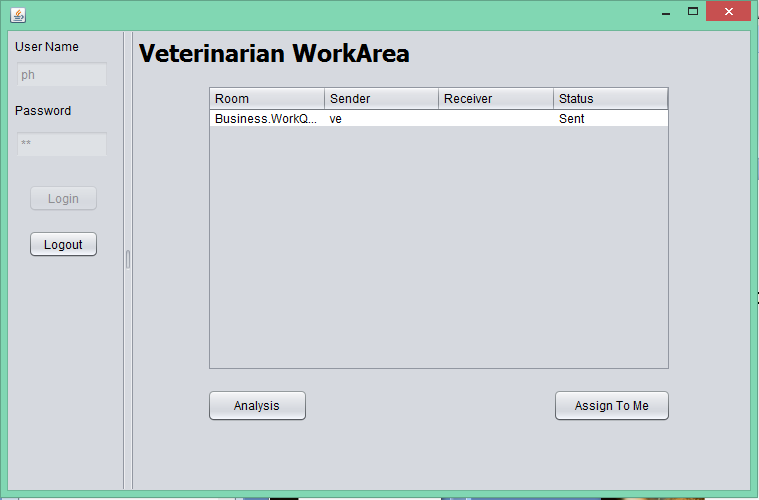 User Name
ph
Password
**
Login
Logout
Veterinarian WorkArea
Room Sender Receiver Status
Business.WorkQ... ve Sent
Analysis Assign To Me